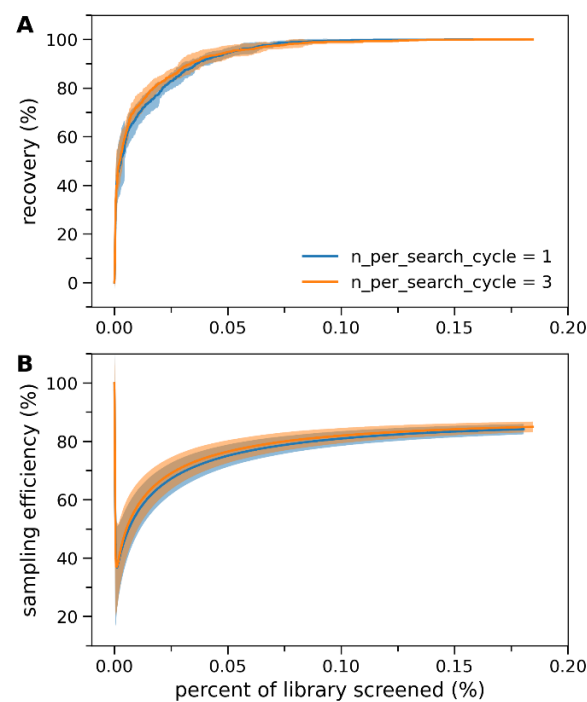 A
100
80
60
40
20
0
recovery (%)
n_per_search_cycle = 1
n_per_search_cycle = 3
0.00 0.05 0.10 0.15 0.20
B
100
80
60
40
20
sampling efficiency (%)
0.00 0.05 0.10 0.15 0.20
percent of library screened (%)